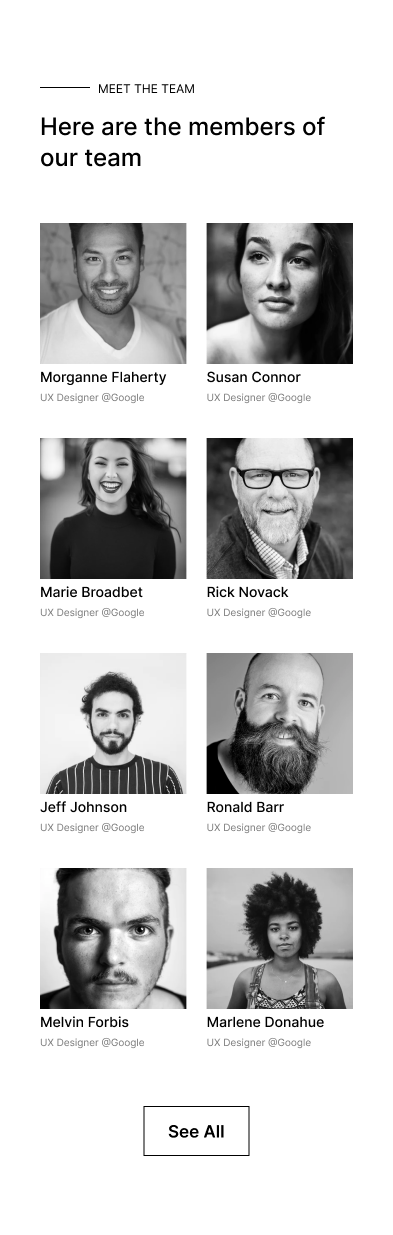 MEET THE TEAM
Here are the members of
our team
Morganne Flaherty
UX Designer @Google
Susan Connor
UX Designer @Google
Marie Broadbet
UX Designer @Google
Rick Novack
UX Designer @Google
Jeff Johnson
UX Designer @Google
Ronald Barr
UX Designer @Google
Melvin Forbis
UX Designer @Google
Marlene Donahue
UX Designer @Google
See All